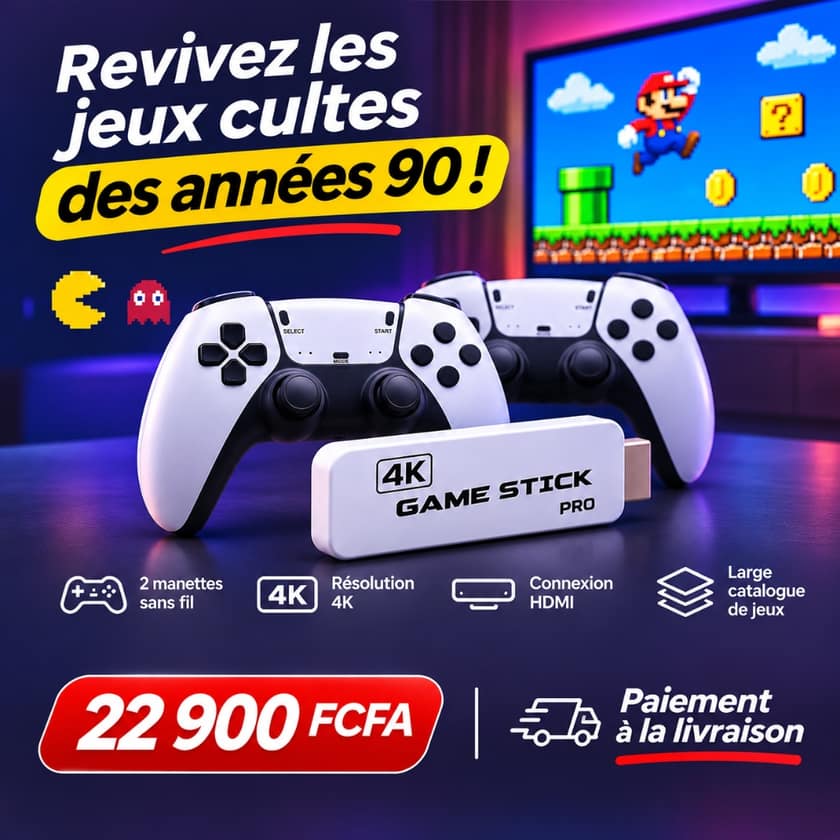 Revivez les
jeux cultes
des années 90 !
?
SELECT
START
MODE
SELECT
START
4K
GAME STICK
PRO
2 manettes
sans fil
4K
Résolution
4K
Connexion
HDMI
Large
catalogue
de jeux
22 900 FCFA
Paiement
à la livraison